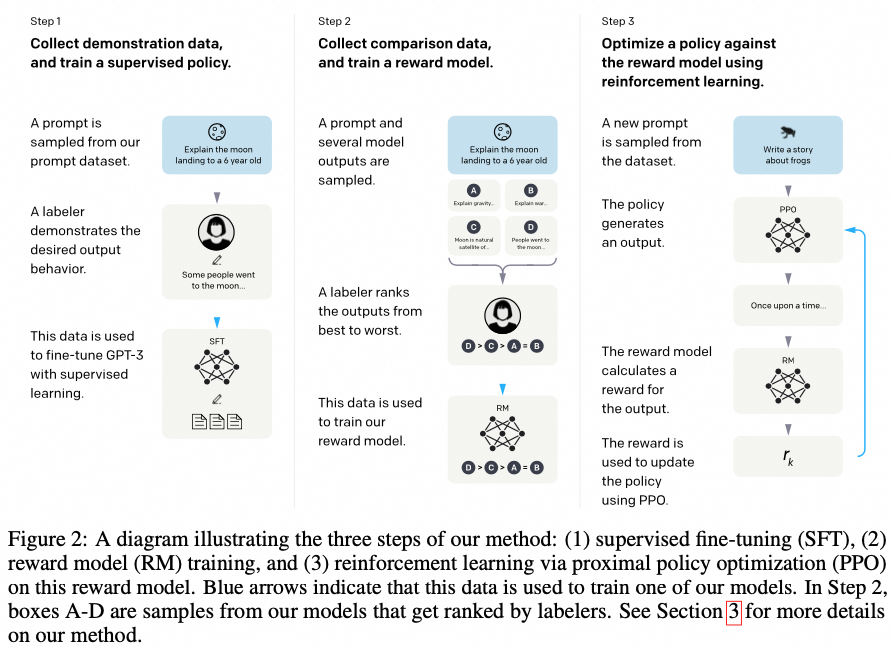 Step 1
Collect demonstration data,
and train a supervised policy.
A prompt is
sampled from our
prompt dataset.
Explain the moon
landing to a 6 year old
A labeler
demonstrates the
desired output
behavior.
Some people went
to the moon...
This data is used
to fine-tune GPT-3
with supervised
learning.
SFT
Step 2
Collect comparison data,
and train a reward model.
A prompt and
several model
outputs are
sampled.
Explain the moon
landing to a 6 year old
A
Explain gravity...
B
Explain war...
C
Moon is natural
satellite of...
D
People went to
the moon...
A labeler ranks
the outputs from
best to worst.
D > C > A = B
This data is used
to train our
reward model.
RM
D > C > A = B
Step 3
Optimize a policy against
the reward model using
reinforcement learning.
A new prompt
is sampled from
the dataset.
Write a story
about frogs
The policy
generates
an output.
PPO
Once upon a time...
The reward model
calculates a
reward for
the output.
RM
The reward is
used to update
the policy
using PPO.
rk
Figure 2: A diagram illustrating the three steps of our method: (1) supervised fine-tuning (SFT), (2)
reward model (RM) training, and (3) reinforcement learning via proximal policy optimization (PPO)
on this reward model. Blue arrows indicate that this data is used to train one of our models. In Step 2,
boxes A-D are samples from our models that get ranked by labelers. See Section 3 for more details
on our method.